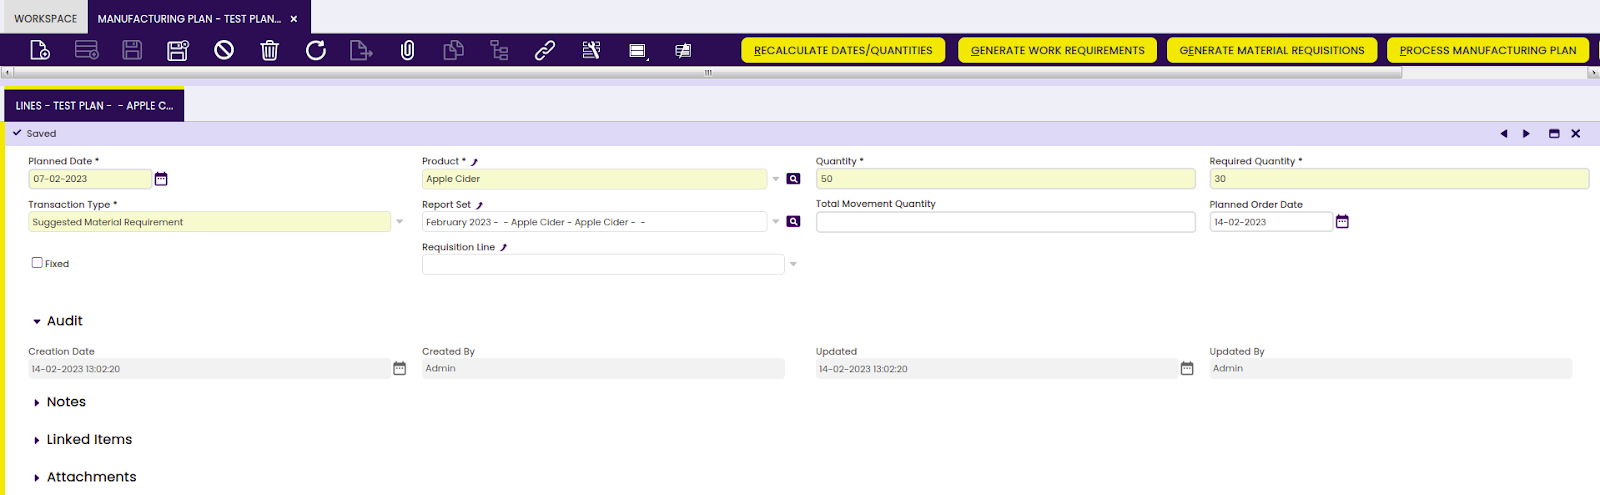 WORKSPACE MANUFACTURING PLAN - TEST PLAN... ×
RECALCULATE DATES/QUANTITIES GENERATE WORK REQUIREMENTS GENERATE MATERIAL REQUISITIONS PROCESS MANUFACTURING PLAN
LINES - TEST PLAN - - APPLE C...
Saved
Planned Date * Product * Quantity * Required Quantity *
07-02-2023 Apple Cider 50 30
Transaction Type * Report Set Total Movement Quantity Planned Order Date
Suggested Material Requirement February 2023 - - Apple Cider - Apple Cider - - 14-02-2023
Requisition Line
Fixed
Audit
Creation Date Created By Updated Updated By
14-02-2023 13:02:20 Admin 14-02-2023 13:02:20 Admin
Notes
Linked Items
Attachments